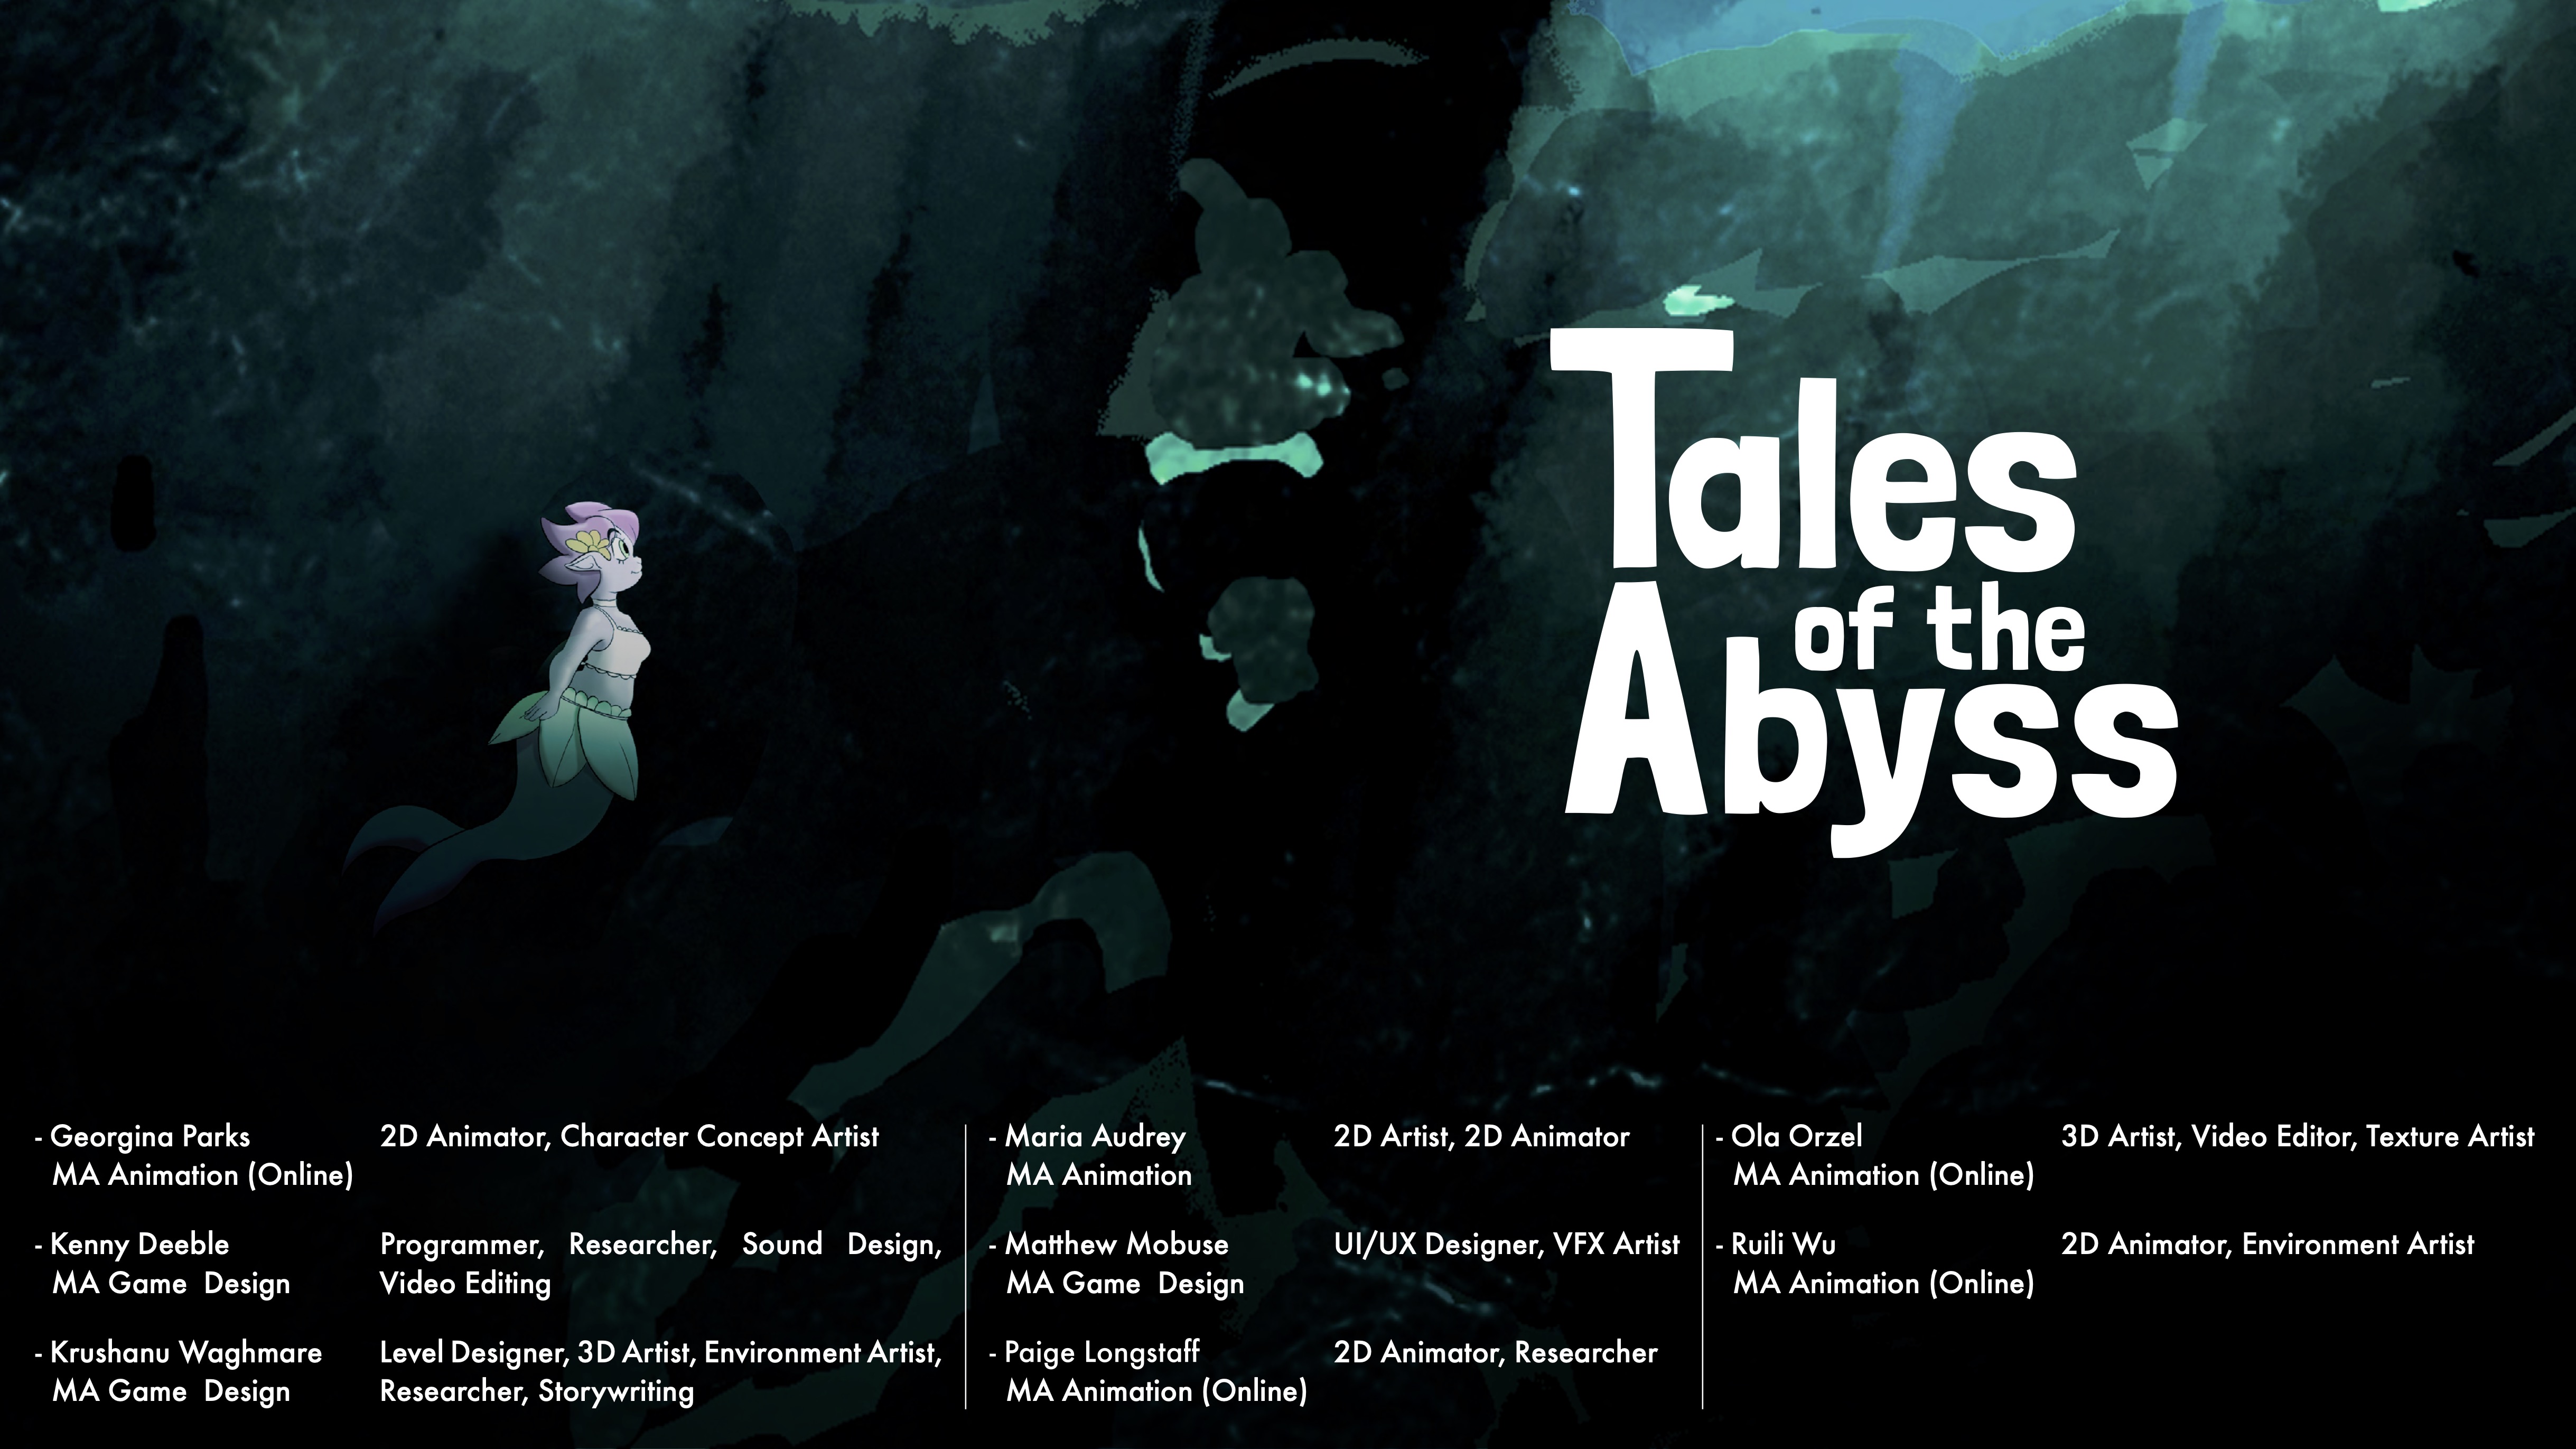 Tales
of the
Abyss
- Georgina Parks
MA Animation (Online)
2D Animator, Character Concept Artist
- Kenny Deeble
MA Game Design
Programmer, Researcher, Sound Design,
Video Editing
- Krushanu Waghmare
MA Game Design
Level Designer, 3D Artist, Environment Artist,
Researcher, Storywriting
- Maria Audrey
MA Animation
2D Artist, 2D Animator
- Matthew Mobuse
MA Game Design
UI/UX Designer, VFX Artist
- Paige Longstaff
MA Animation (Online)
2D Animator, Researcher
- Ola Orzel
MA Animation (Online)
3D Artist, Video Editor, Texture Artist
- Ruili Wu
MA Animation (Online)
2D Animator, Environment Artist